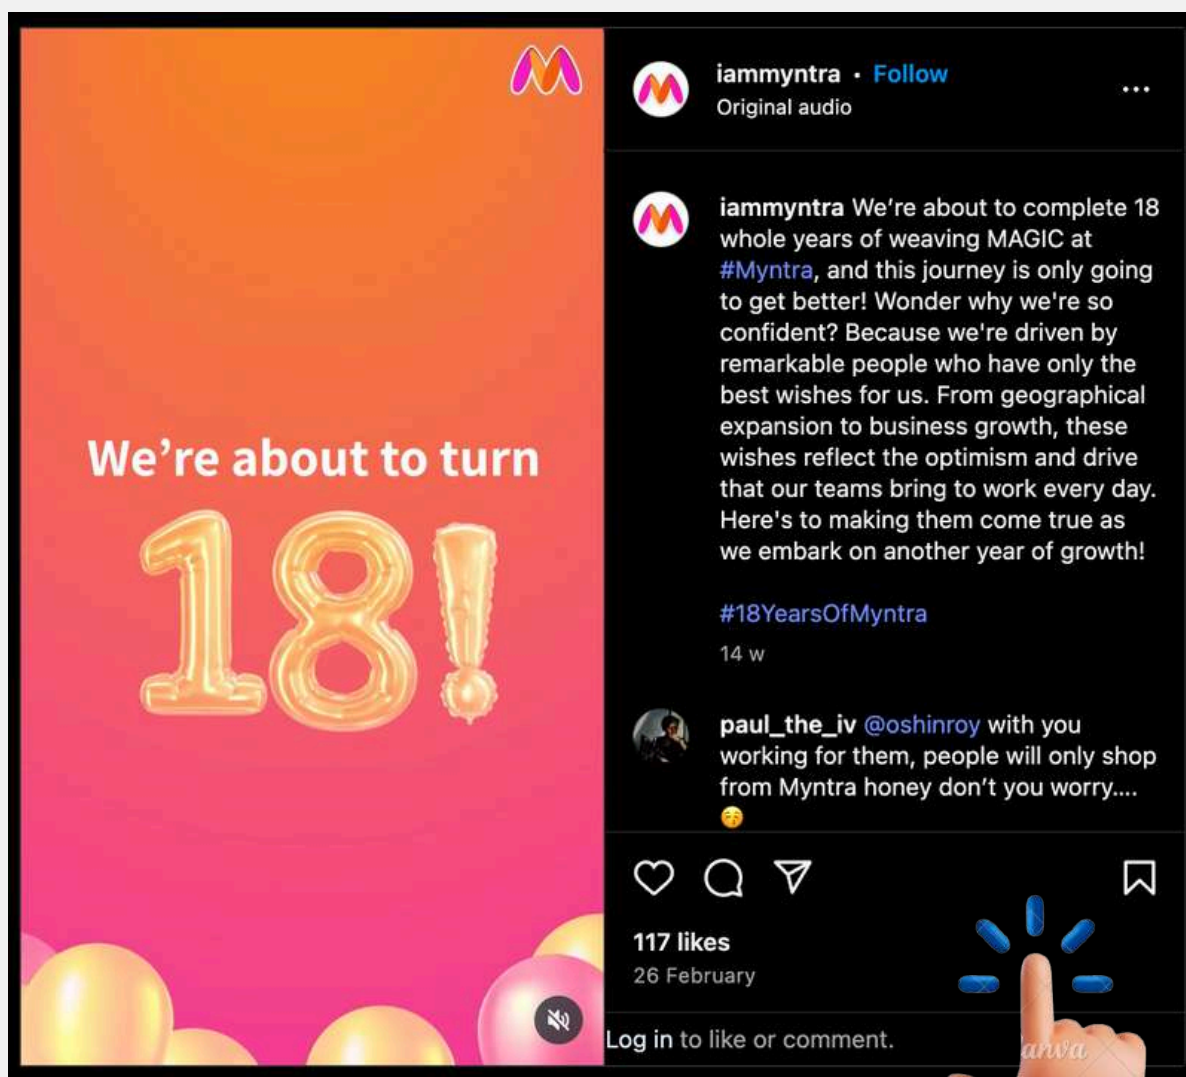 We're about to turn
18!
iammyntra • Follow
Original audio
iammyntra We're about to complete 18
whole years of weaving MAGIC at
#Myntra, and this journey is only going
to get better! Wonder why we're so
confident? Because we're driven by
remarkable people who have only the
best wishes for us. From geographical
expansion to business growth, these
wishes reflect the optimism and drive
that our teams bring to work every day.
Here's to making them come true as
we embark on another year of growth!
#18YearsOfMyntra
14 w
paul_the_iv @oshinroy with you
working for them, people will only shop
from Myntra honey don't you worry....
😚
117 likes
26 February
Log in to like or comment.